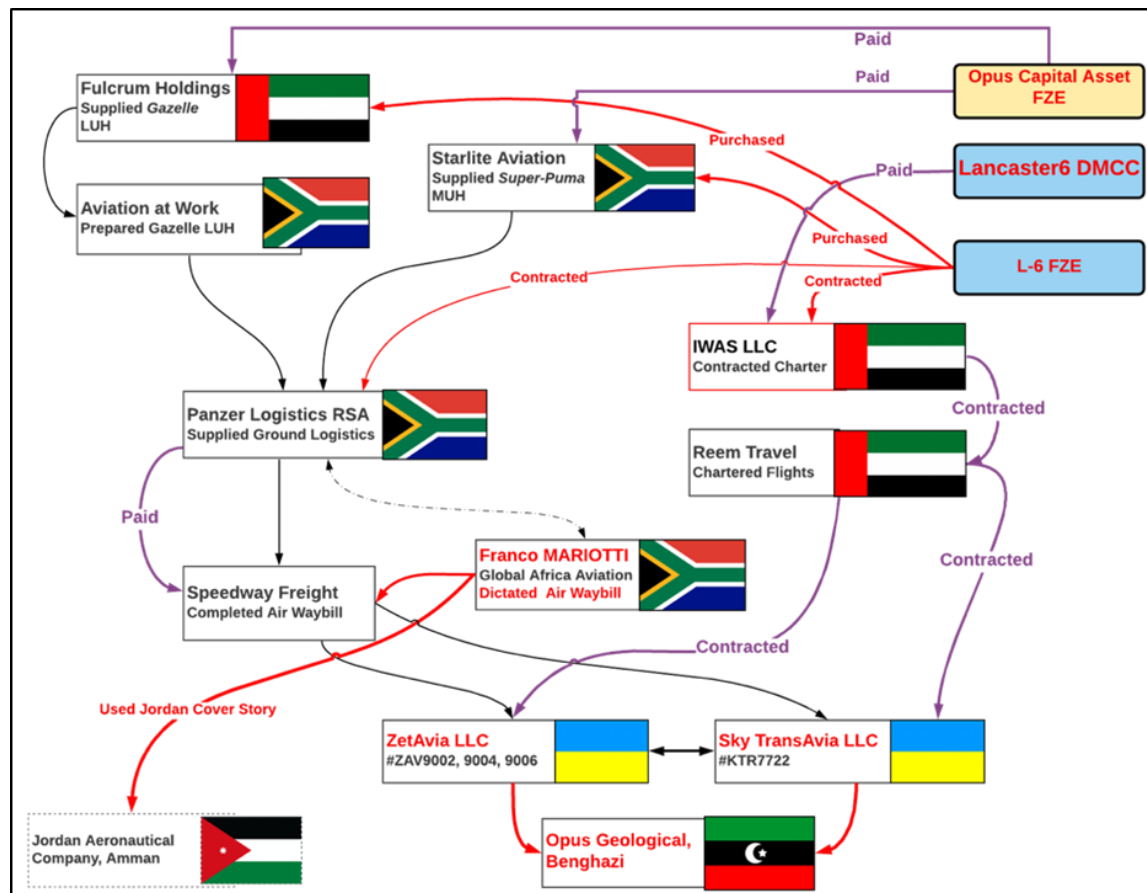 Paid
Opus Capital Asset
FZE
Paid
Fulcrum Holdings
Supplied Gazelle
LUH
Purchased
Starlite Aviation
Supplied Super-Puma
MUH
Paid
Lancaster6 DMCC
Aviation at Work
Prepared Gazelle LUH
Purchased
L-6 FZE
Contracted
Contracted
IWAS LLC
Contracted Charter
Contracted
Panzer Logistics RSA
Supplied Ground Logistics
Reem Travel
Chartered Flights
Paid
Franco MARIOTTI
Global Africa Aviation
Dictated Air Waybill
Contracted
Speedway Freight
Completed Air Waybill
Contracted
Used Jordan Cover Story
ZetAvia LLC
#ZAV9002, 9004, 9006
Sky TransAvia LLC
#KTR7722
Jordan Aeronautical
Company, Amman
Opus Geological,
Benghazi